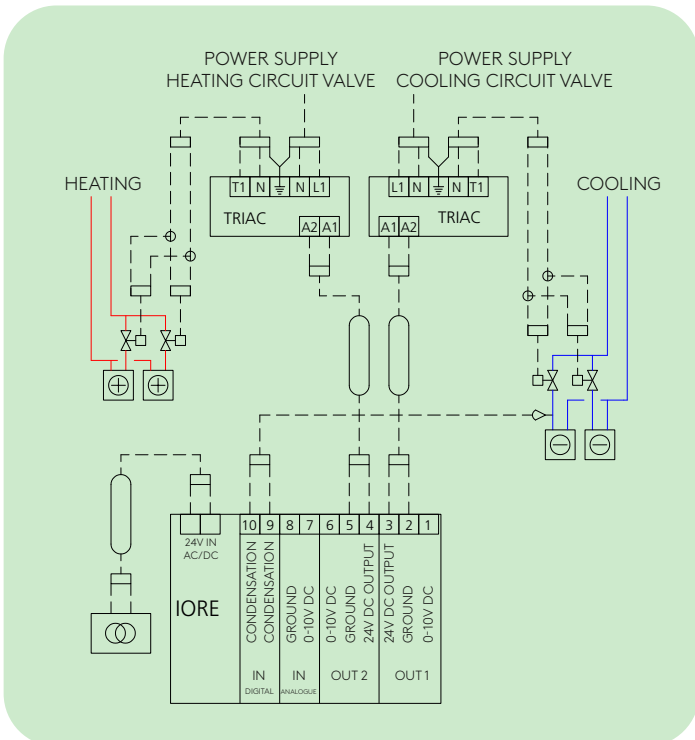 POWER SUPPLY
HEATING CIRCUIT VALVE
POWER SUPPLY
COOLING CIRCUIT VALVE
HEATING
COOLING
T1 N N L1
TRIAC
A2 A1
L1 N N T1
TRIAC
A1 A2
24V IN
AC/DC
IORE
10 9 8 7 6 5 4 3 2 1
CONDENSATION
CONDENSATION
GROUND
0-10V DC
0-10V DC
GROUND
24V DC OUTPUT
24V DC OUTPUT
GROUND
0-10V DC
IN
DIGITAL
IN
ANALOGUE
OUT 2
OUT 1